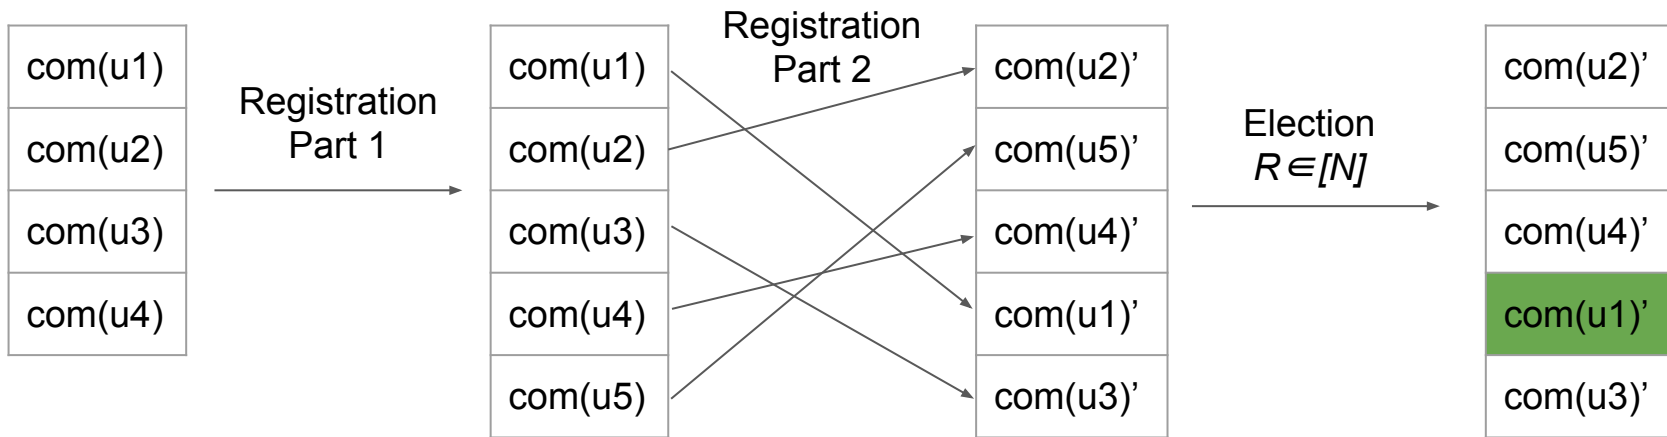 com(u1)
com(u2)
com(u3)
com(u4)
Registration
Part 1
com(u1)
com(u2)
com(u3)
com(u4)
com(u5)
Registration
Part 2
com(u2)’
com(u5)’
com(u4)’
com(u1)’
com(u3)’
Election
R∈[N]
com(u2)’
com(u5)’
com(u4)’
com(u1)’
com(u3)’